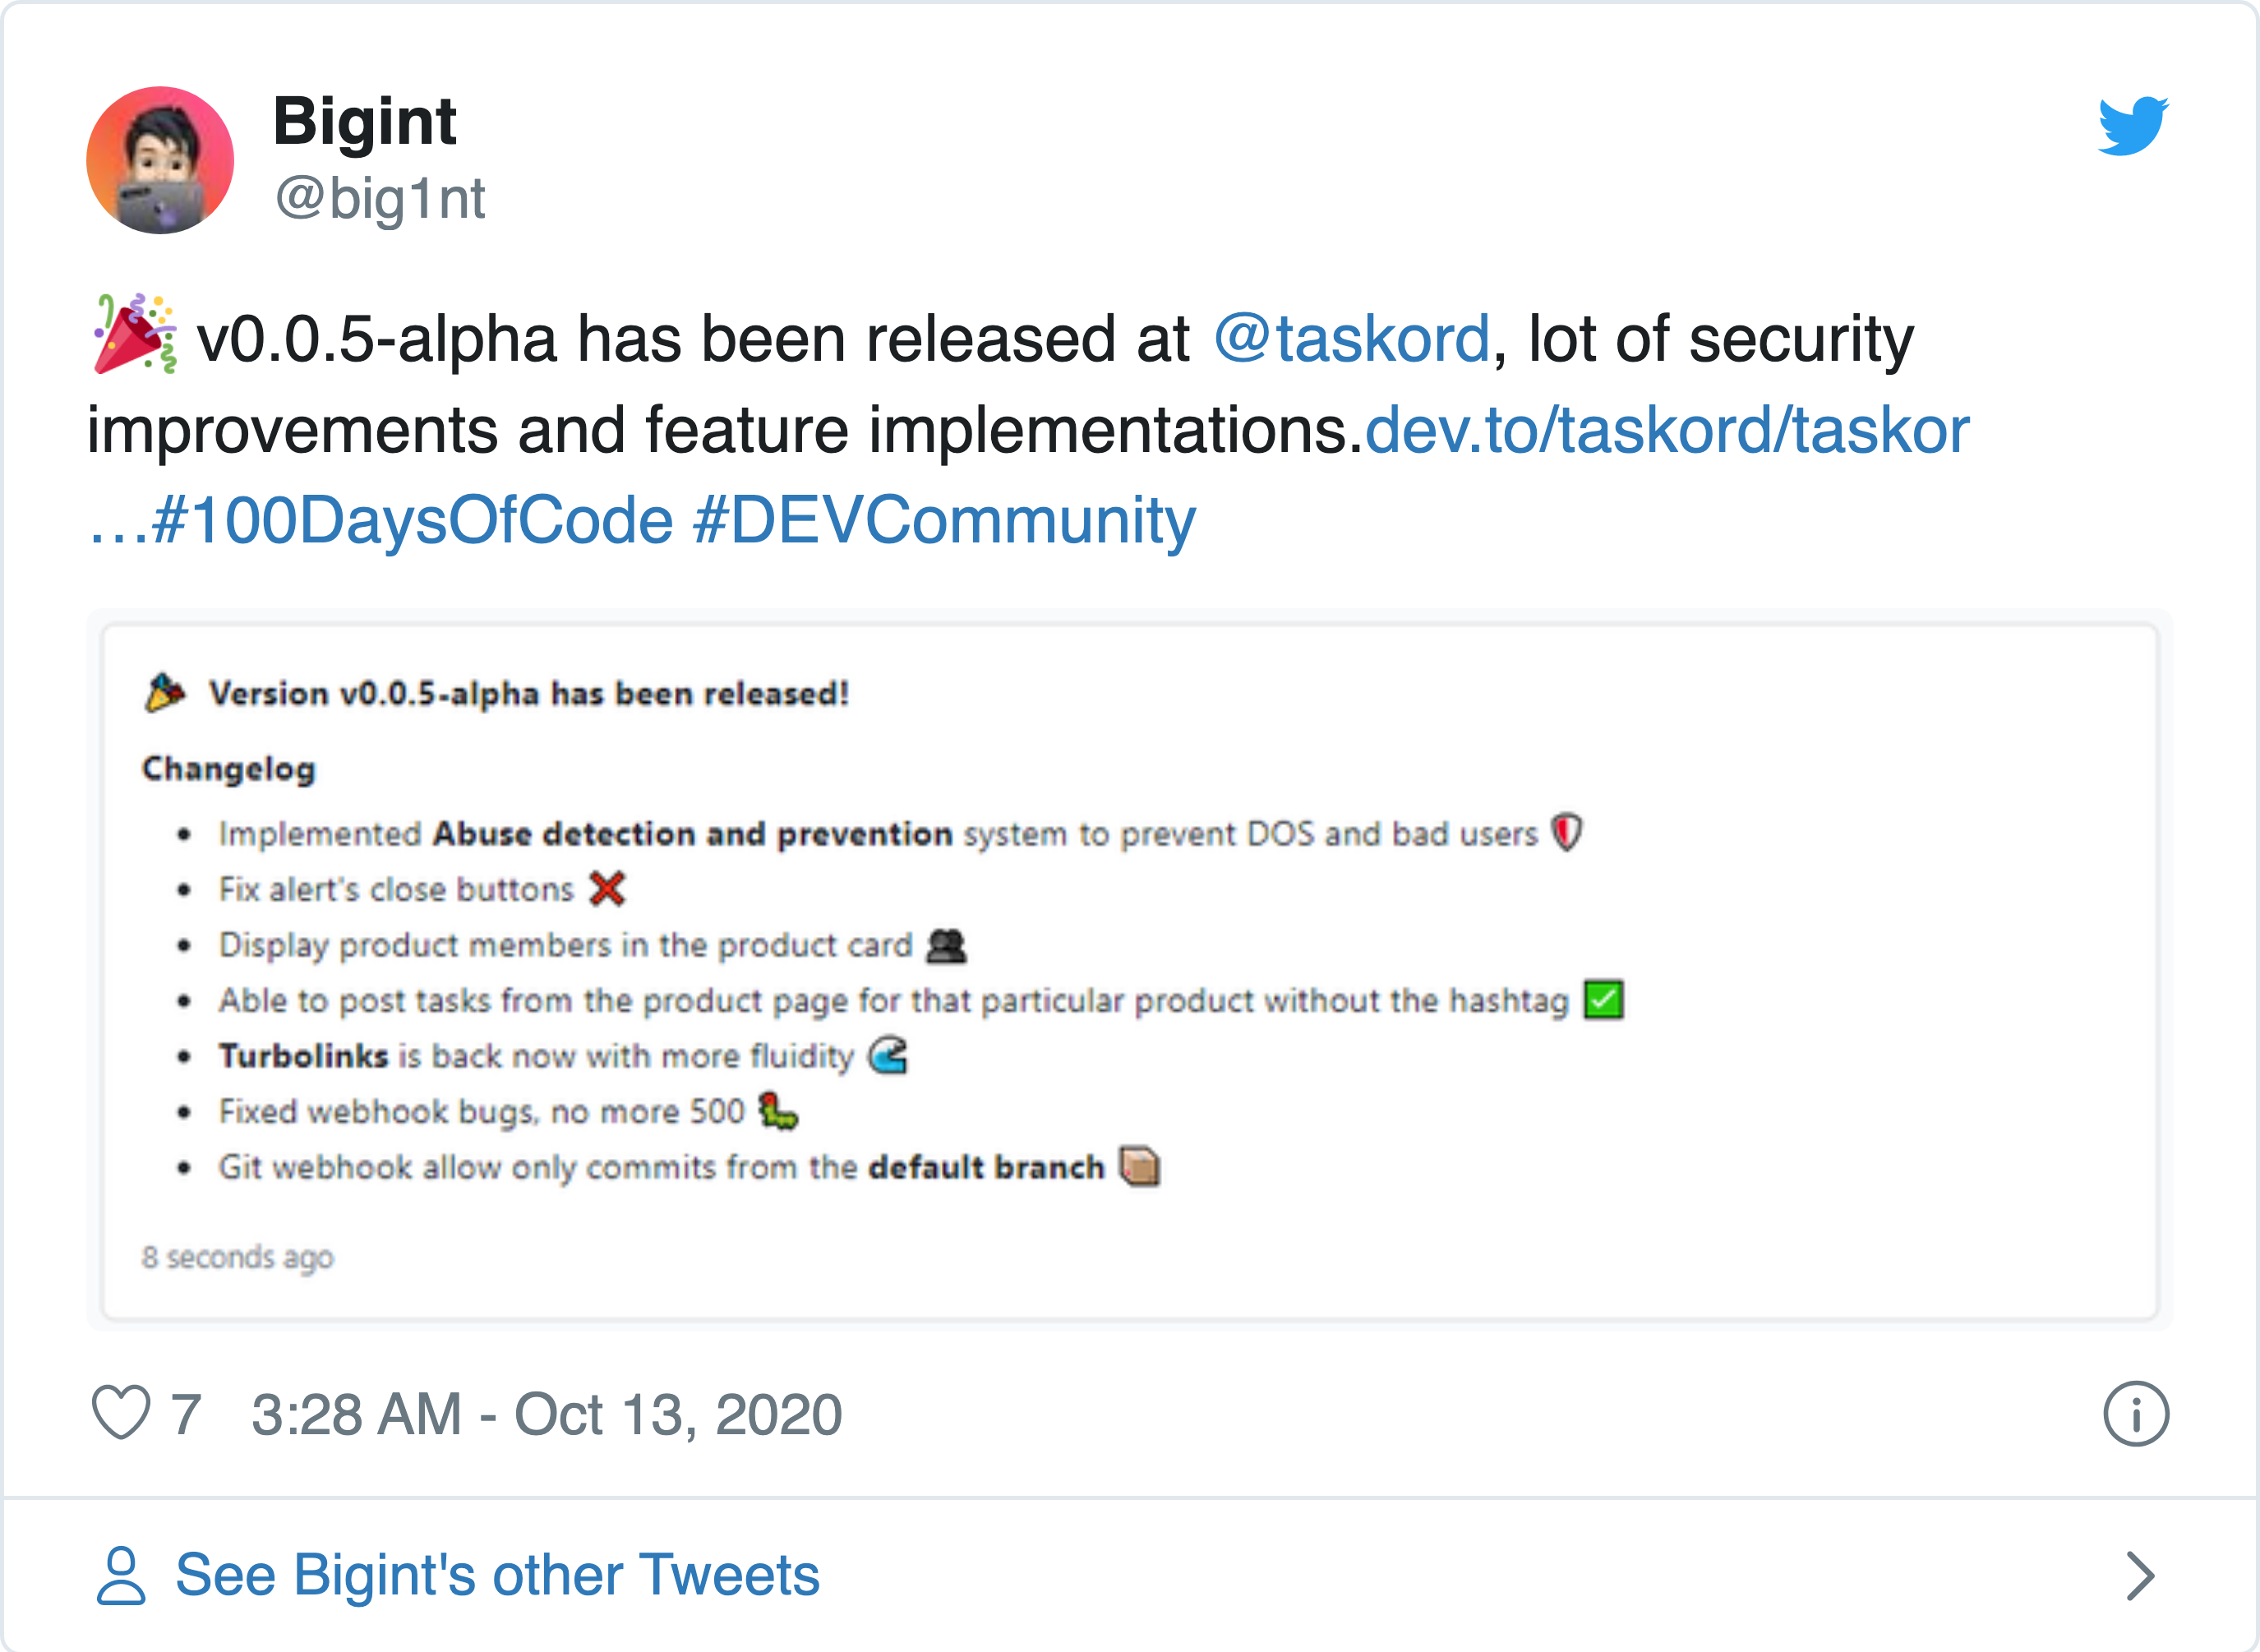 Bigint
@big1nt
🎉 v0.0.5-alpha has been released at @taskord, lot of security
improvements and feature implementations.dev.to/taskord/taskor
…#100DaysOfCode #DEVCommunity
🎉 Version v0.0.5-alpha has been released!
Changelog
• Implemented Abuse detection and prevention system to prevent DOS and bad users 🛡️
• Fix alert's close buttons ❌
• Display product members in the product card 👥
• Able to post tasks from the product page for that particular product without the hashtag ✅
• Turbolinks is back now with more fluidity 🌊
• Fixed webhook bugs, no more 500 🐛
• Git webhook allow only commits from the default branch 📦
8 seconds ago
7 3:28 AM - Oct 13, 2020
See Bigint's other Tweets